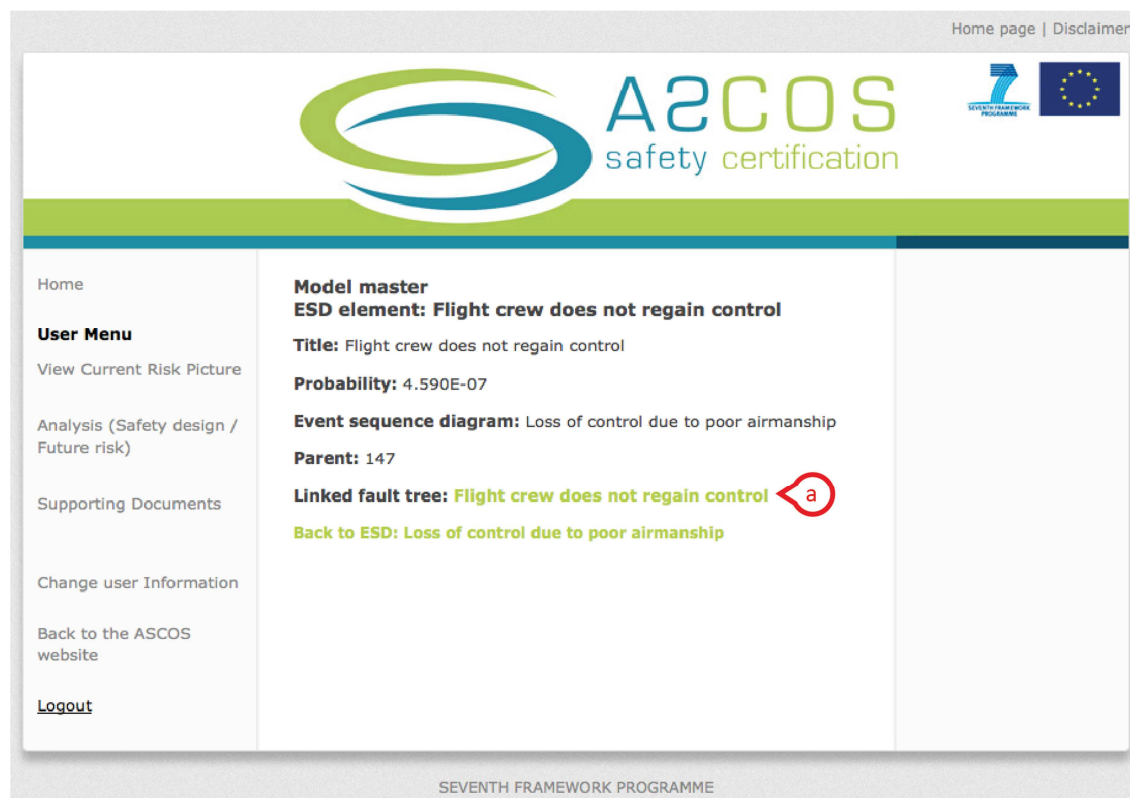 Home page | Disclaimer
ASCOS
safety certification
7
SEVENTH FRAMEWORK
PROGRAMME
Home
User Menu
View Current Risk Picture
Analysis (Safety design /
Future risk)
Supporting Documents
Change user Information
Back to the ASCOS
website
Logout
Model master
ESD element: Flight crew does not regain control
Title: Flight crew does not regain control
Probability: 4.590E-07
Event sequence diagram: Loss of control due to poor airmanship
Parent: 147
Linked fault tree: Flight crew does not regain control
a
Back to ESD: Loss of control due to poor airmanship
SEVENTH FRAMEWORK PROGRAMME